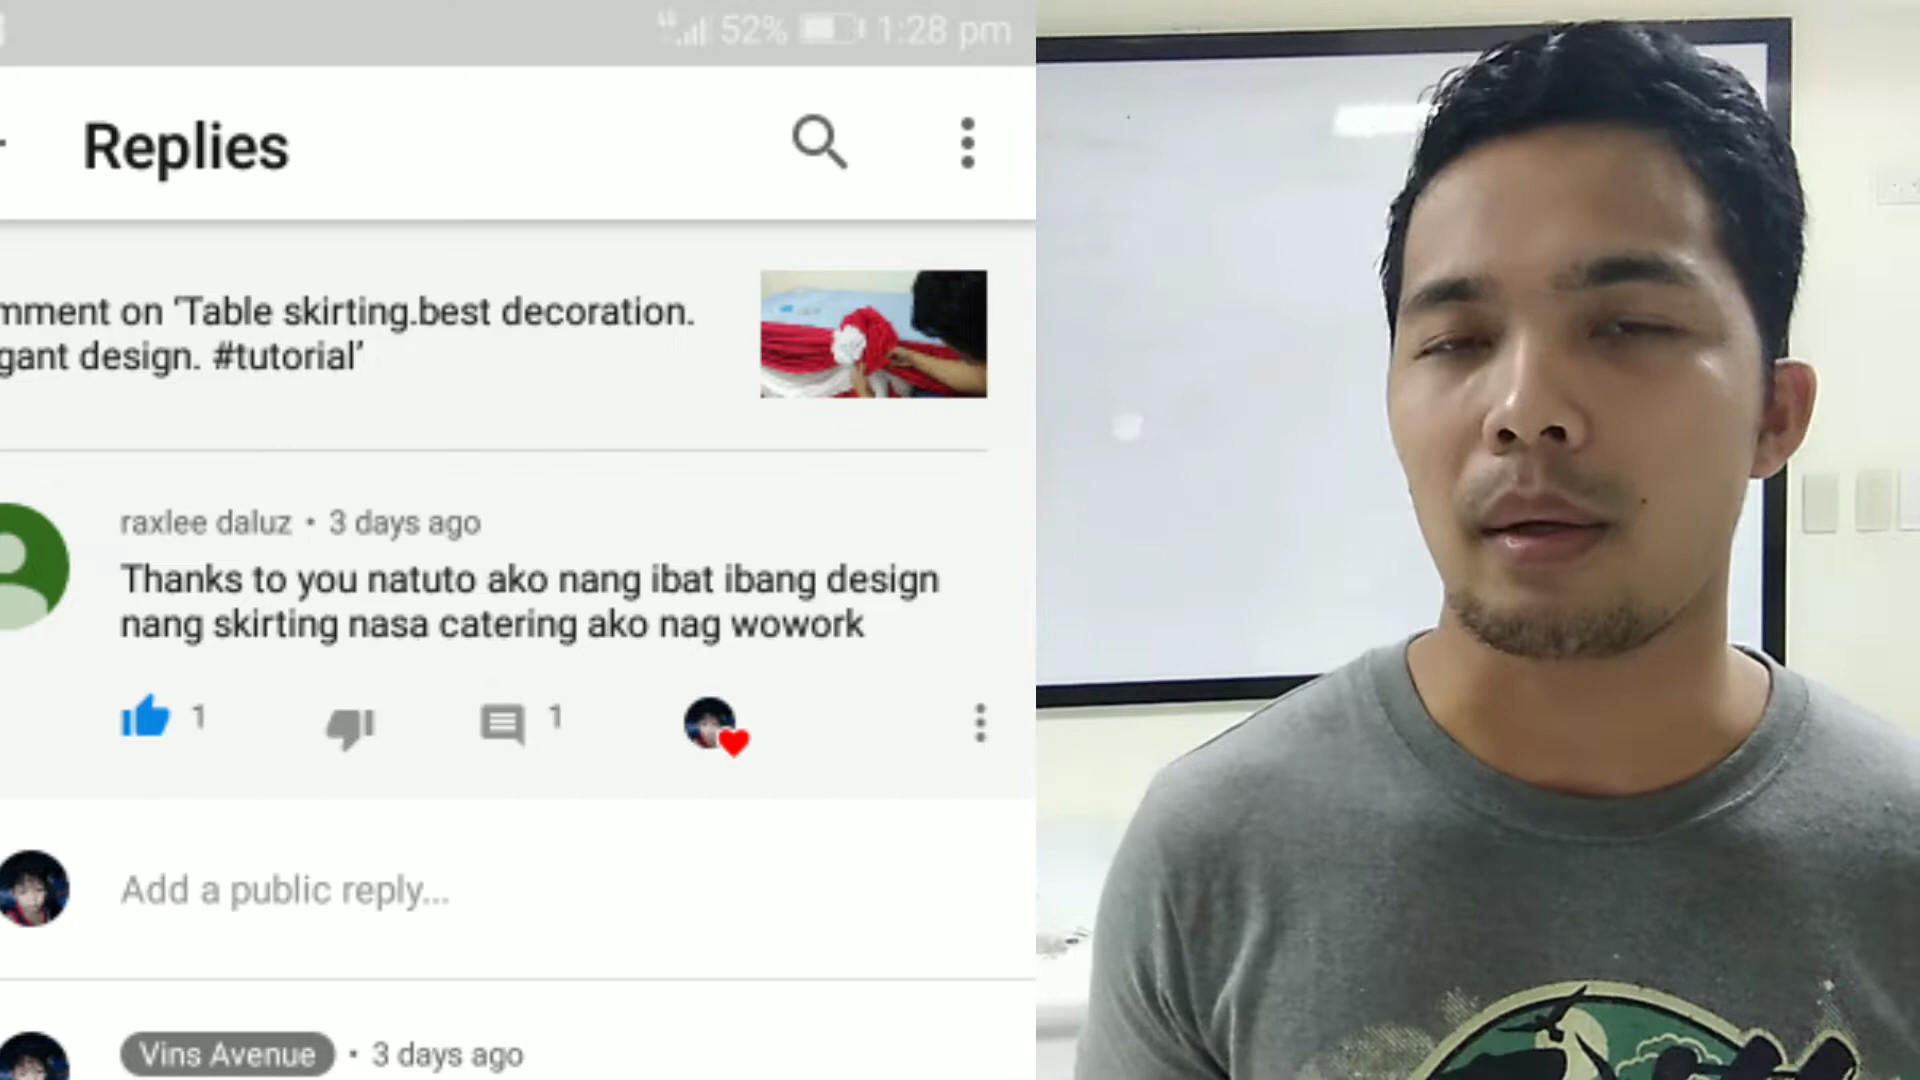 52% 1:28 pm
Replies
mment on 'Table skirting.best decoration.
gant design. #tutorial'
raxlee daluz • 3 days ago
Thanks to you natuto ako nang ibat ibang design
nang skirting nasa catering ako nag wowork
1 1
Add a public reply...
Vins Avenue • 3 days ago